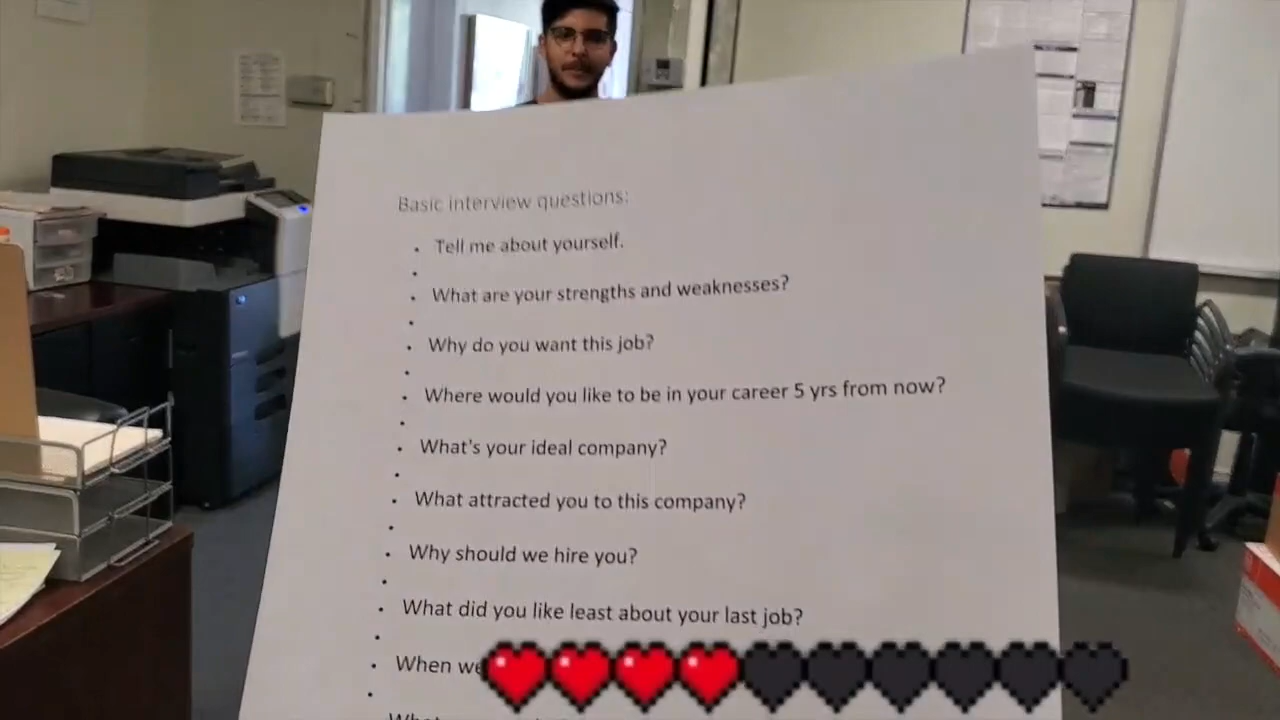 Basic interview questions:
• Tell me about yourself.
•
• What are your strengths and weaknesses?
•
• Why do you want this job?
•
• Where would you like to be in your career 5 yrs from now?
•
• What's your ideal company?
•
• What attracted you to this company?
•
• Why should we hire you?
•
• What did you like least about your last job?
•
• When
•